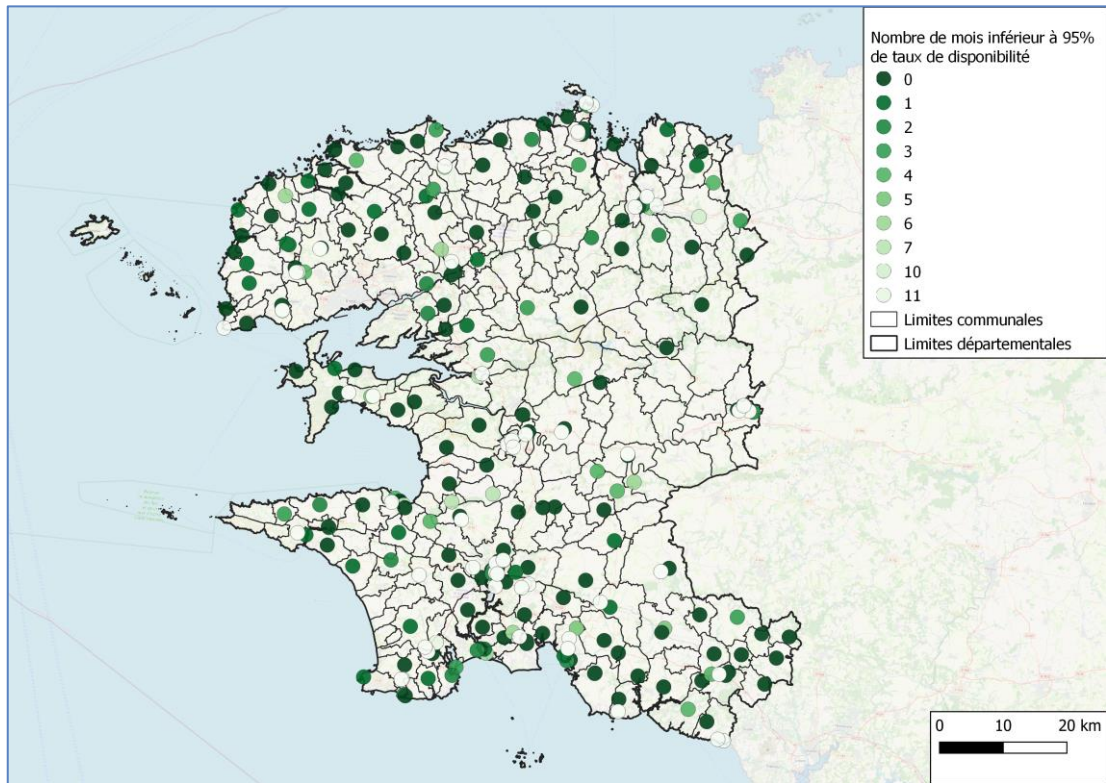 Nombre de mois inférieur à 95%
de taux de disponibilité
0
1
2
3
4
5
6
7
10
11
Limites communales
Limites départementales
0 10 20 km